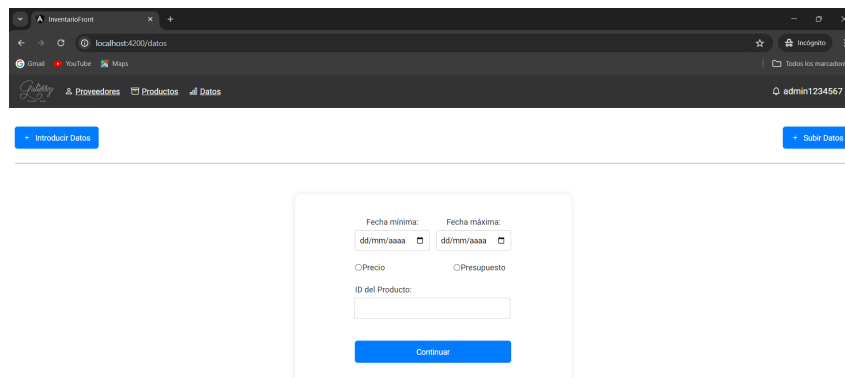 InventarioFront
localhost:4200/datos
Incógnito
Gmail YouTube Maps
Todos los marcadore
Proveedores Productos Datos
admin1234567
+ Introducir Datos
+ Subir Datos
Fecha mínima: Fecha máxima:
dd/mm/aaaa dd/mm/aaaa
Precio Presupuesto
ID del Producto:
Continuar